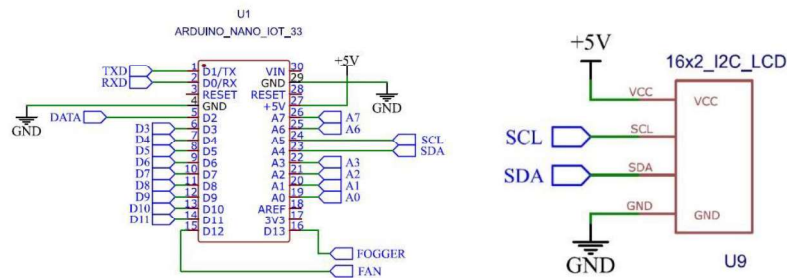 U1
ARDUINO_NANO_IOT_33
TXD 1 D1/TX VIN 30
RXD 2 D0/RX GND 29
3 RESET RESET 28
GND 4 GND +5V 27 +5V GND
DATA 5 D2 A7 26 A7
D3 6 D3 A6 25 A6
D4 7 D4 A5 24 SCL
D5 8 D5 A4 23 SDA
D6 9 D6 A3 22 A3
D7 10 D7 A2 21 A2
D8 11 D8 A1 20 A1
D9 12 D9 A0 19 A0
D10 13 D10 AREF 18
D11 14 D11 3V3 17
15 D12 D13 16
FOGGER
FAN
+5V
16x2_I2C_LCD
VCC VCC
SCL SCL SCL
SDA SDA SDA
GND GND
GND
U9